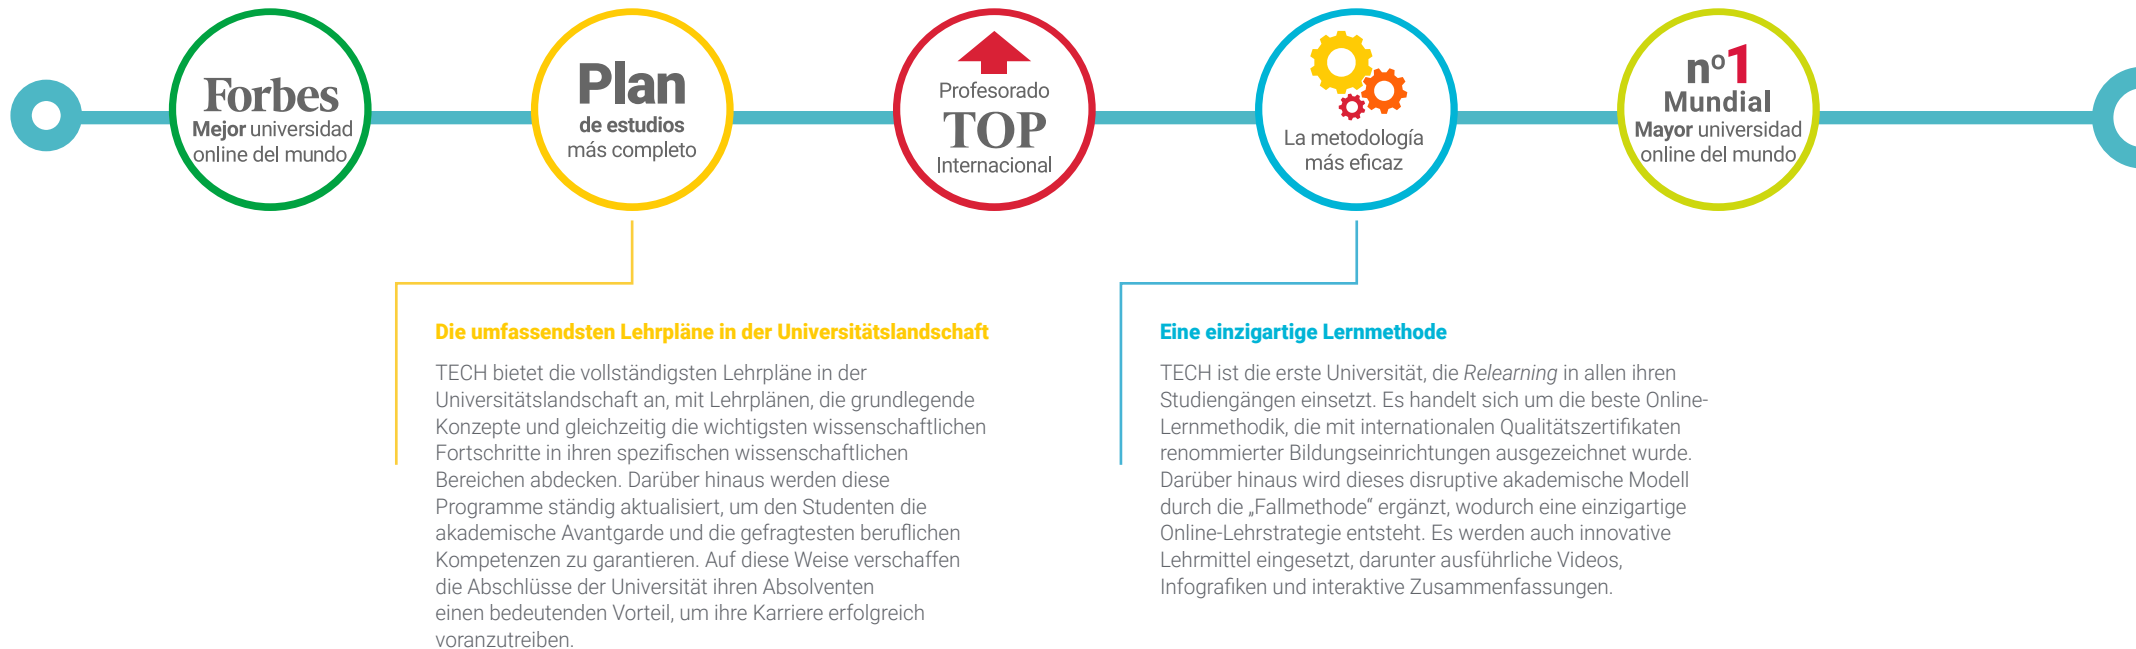 Forbes
Mejor universidad
online del mundo
Plan
de estudios
más completo
Profesorado
TOP
Internacional
La metodología
más eficaz
nº1
Mundial
Mayor universidad
online del mundo
Die umfassendsten Lehrpläne in der Universitätslandschaft
TECH bietet die vollständigsten Lehrpläne in der
Universitätslandschaft an, mit Lehrplänen, die grundlegende
Konzepte und gleichzeitig die wichtigsten wissenschaftlichen
Fortschritte in ihren spezifischen wissenschaftlichen
Bereichen abdecken. Darüber hinaus werden diese
Programme ständig aktualisiert, um den Studenten die
akademische Avantgarde und die gefragtesten beruflichen
Kompetenzen zu garantieren. Auf diese Weise verschaffen
die Abschlüsse der Universität ihren Absolventen
einen bedeutenden Vorteil, um ihre Karriere erfolgreich
voranzutreiben.
Eine einzigartige Lernmethode
TECH ist die erste Universität, die Relearning in allen ihren
Studiengängen einsetzt. Es handelt sich um die beste Online-
Lernmethodik, die mit internationalen Qualitätszertifikaten
renommierter Bildungseinrichtungen ausgezeichnet wurde.
Darüber hinaus wird dieses disruptive akademische Modell
durch die „Fallmethode“ ergänzt, wodurch eine einzigartige
Online-Lehrstrategie entsteht. Es werden auch innovative
Lehrmittel eingesetzt, darunter ausführliche Videos,
Infografiken und interaktive Zusammenfassungen.